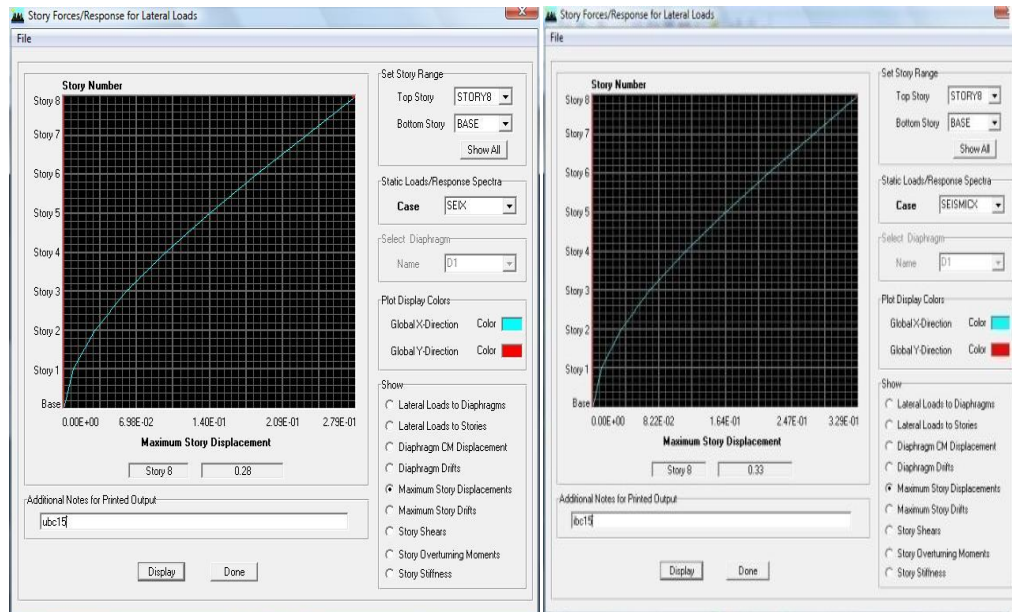 Story Forces/Response for Lateral Loads
File
Story Number
Story 8
Story 7
Story 6
Story 5
Story 4
Story 3
Story 2
Story 1
Base
0.00E+00 6.98E-02 1.40E-01 2.09E-01 2.79E-01
Maximum Story Displacement
Story 8 0.28
Additional Notes for Printed Output
ubc15
Display Done
Set Story Range
Top Story STORY8
Bottom Story BASE
Show All
Static Loads/Response Spectra
Case SEIX
Select Diaphragm
Name D1
Plot Display Colors
Global X-Direction Color
Global Y-Direction Color
Show
Lateral Loads to Diaphragms
Lateral Loads to Stories
Diaphragm CM Displacement
Diaphragm Drifts
Maximum Story Displacements
Maximum Story Drifts
Story Shears
Story Overturning Moments
Story Stiffness
Story Forces/Response for Lateral Loads
File
Story Number
Story 8
Story 7
Story 6
Story 5
Story 4
Story 3
Story 2
Story 1
Base
0.00E+00 8.22E-02 1.64E-01 2.47E-01 3.29E-01
Maximum Story Displacement
Story 8 0.33
Additional Notes for Printed Output
ibc15
Display Done
Set Story Range
Top Story STORY8
Bottom Story BASE
Show All
Static Loads/Response Spectra
Case SEISMICX
Select Diaphragm
Name D1
Plot Display Colors
Global X-Direction Color
Global Y-Direction Color
Show
Lateral Loads to Diaphragms
Lateral Loads to Stories
Diaphragm CM Displacement
Diaphragm Drifts
Maximum Story Displacements
Maximum Story Drifts
Story Shears
Story Overturning Moments
Story Stiffness